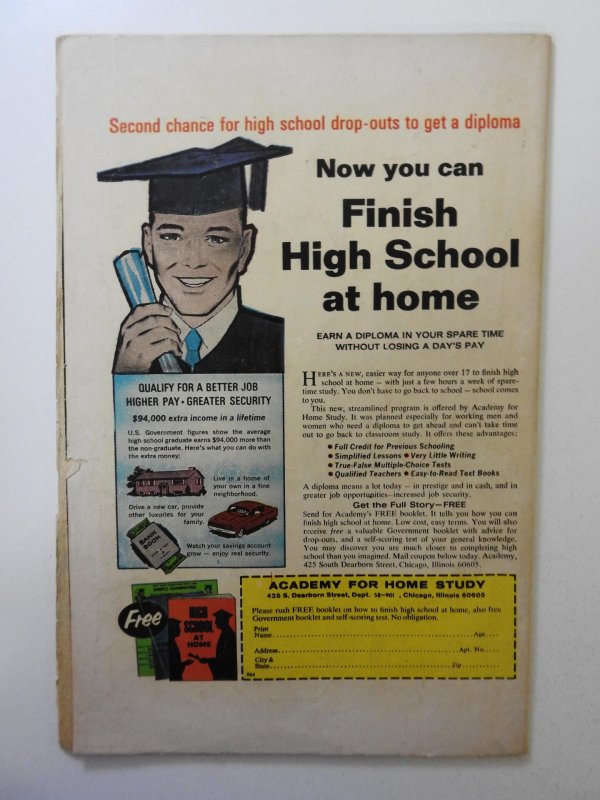 Second chance for high school drop-outs to get a diploma
Now you can
Finish
High School
at home
EARN A DIPLOMA IN YOUR SPARE TIME
WITHOUT LOSING A DAY'S PAY
HERE'S A NEW, easier way for anyone over 17 to finish high
school at home — with just a few hours a week of spare-
time study. You don't have to go back to school – school comes
to you.
This new, streamlined program is offered by Academy for
Home Study. It was planned especially for working men and
women who need a diploma to get ahead and can't take time
out to go back to classroom study. It offers these advantages:
• Full Credit for Previous Schooling
• Simplified Lessons • Very Little Writing
• True-False Multiple-Choice Tests
• Qualified Teachers • Easy-to-Read Text Books
A diploma means a lot today – in prestige and in cash, and in
greater job opportunities–increased job security.
Get the Full Story—FREE
Send for Academy's FREE booklet. It tells you how you can
finish high school at home. Low cost, easy terms. You will also
receive free a valuable Government booklet with advice for
drop-outs, and a self-scoring test of your general knowledge.
You may discover you are much closer to completing high
school than you imagined. Mail coupon below today. Academy,
425 South Dearborn Street, Chicago, Illinois 60605.
QUALIFY FOR A BETTER JOB
HIGHER PAY • GREATER SECURITY
$94,000 extra income in a lifetime
U.S. Government figures show the average
high school graduate earns $94,000 more than
the non-graduate. Here's what you can do with
the extra money:
Live in a home of
your own in a fine
neighborhood.
Drive a new car, provide
other luxuries for your
family.
BANK
BOOK
Watch your savings account
grow — enjoy real security.
Free
HIGH
SCHOOL
AT
HOME
ACADEMY FOR HOME STUDY
425 S. Dearborn Street, Dept. 58-901 , Chicago, Illinois 60605
Please rush FREE booklet on how to finish high school at home, also free
Government booklet and self-scoring test. No obligation.
Print
Name Age
Address Apt. No.
City &
State Zip